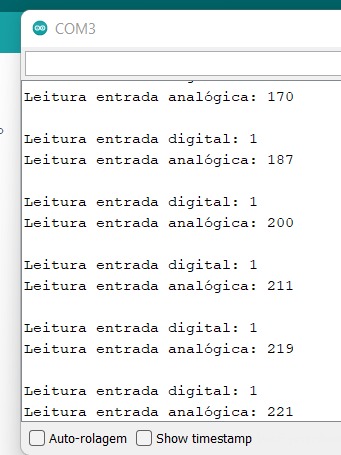 COM3
Leitura entrada analógica: 170
Leitura entrada digital: 1
Leitura entrada analógica: 187
Leitura entrada digital: 1
Leitura entrada analógica: 200
Leitura entrada digital: 1
Leitura entrada analógica: 211
Leitura entrada digital: 1
Leitura entrada analógica: 219
Leitura entrada digital: 1
Leitura entrada analógica: 221
Auto-rolagem Show timestamp